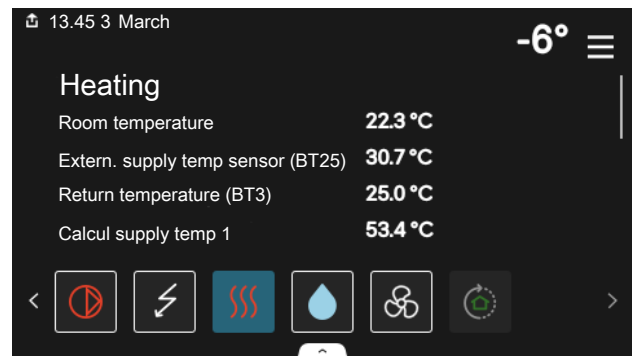 13.45 3 March
-6°
Heating
Room temperature 22.3 °C
Extern. supply temp sensor (BT25) 30.7 °C
Return temperature (BT3) 25.0 °C
Calcul supply temp 1 53.4 °C